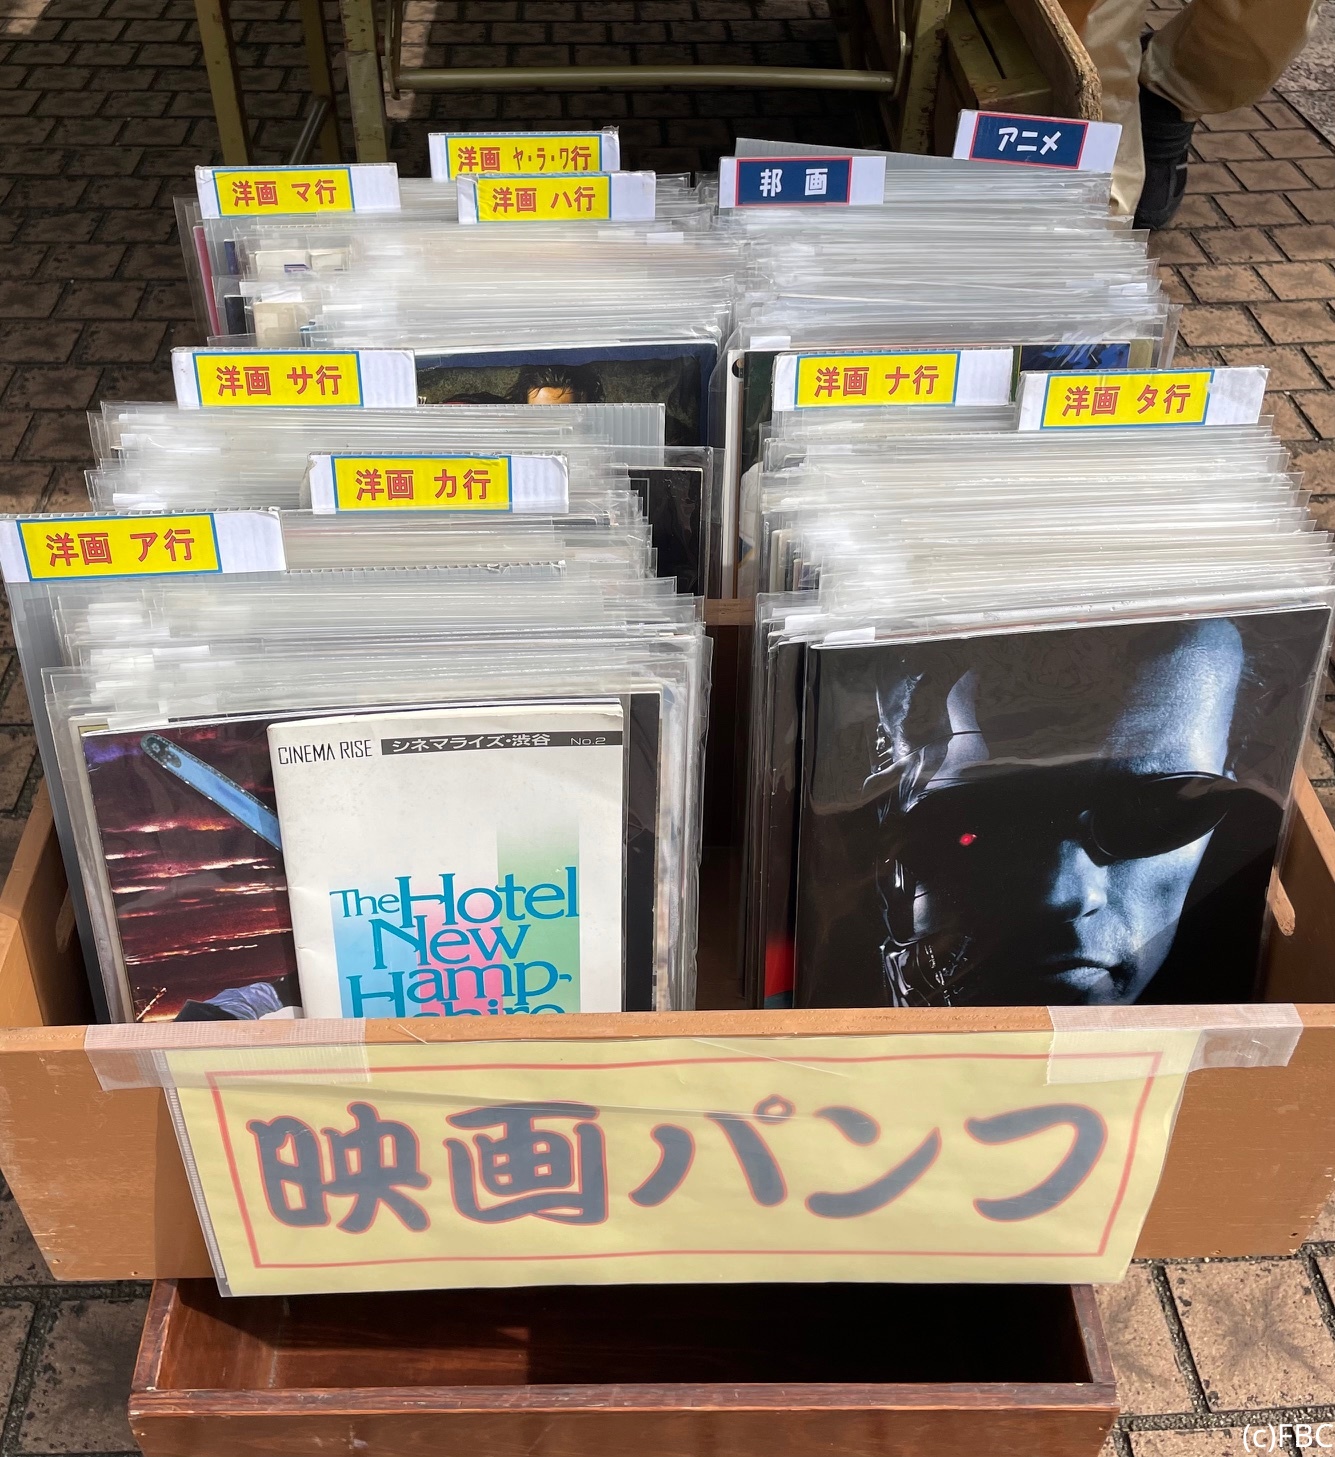 アニメ
洋画 ヤ・ラ・ワ行
邦 画
洋画 マ行
洋画 ハ行
洋画 サ行
洋画 ナ行
洋画 タ行
洋画 カ行
洋画 ア行
CINEMA RISE シネマライズ・渋谷 No.2
The Hotel
New
Hamp-
shire
映画パンフ
(c)FBC